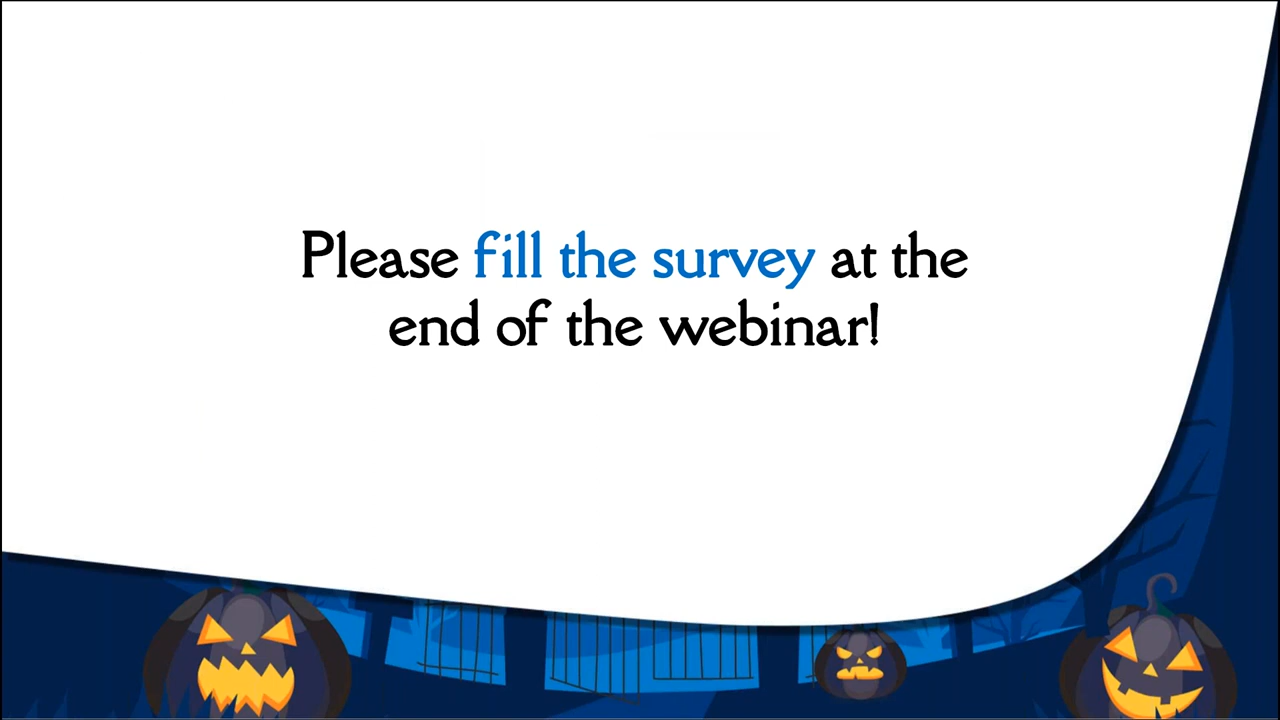 Please fill the survey at the
end of the webinar!